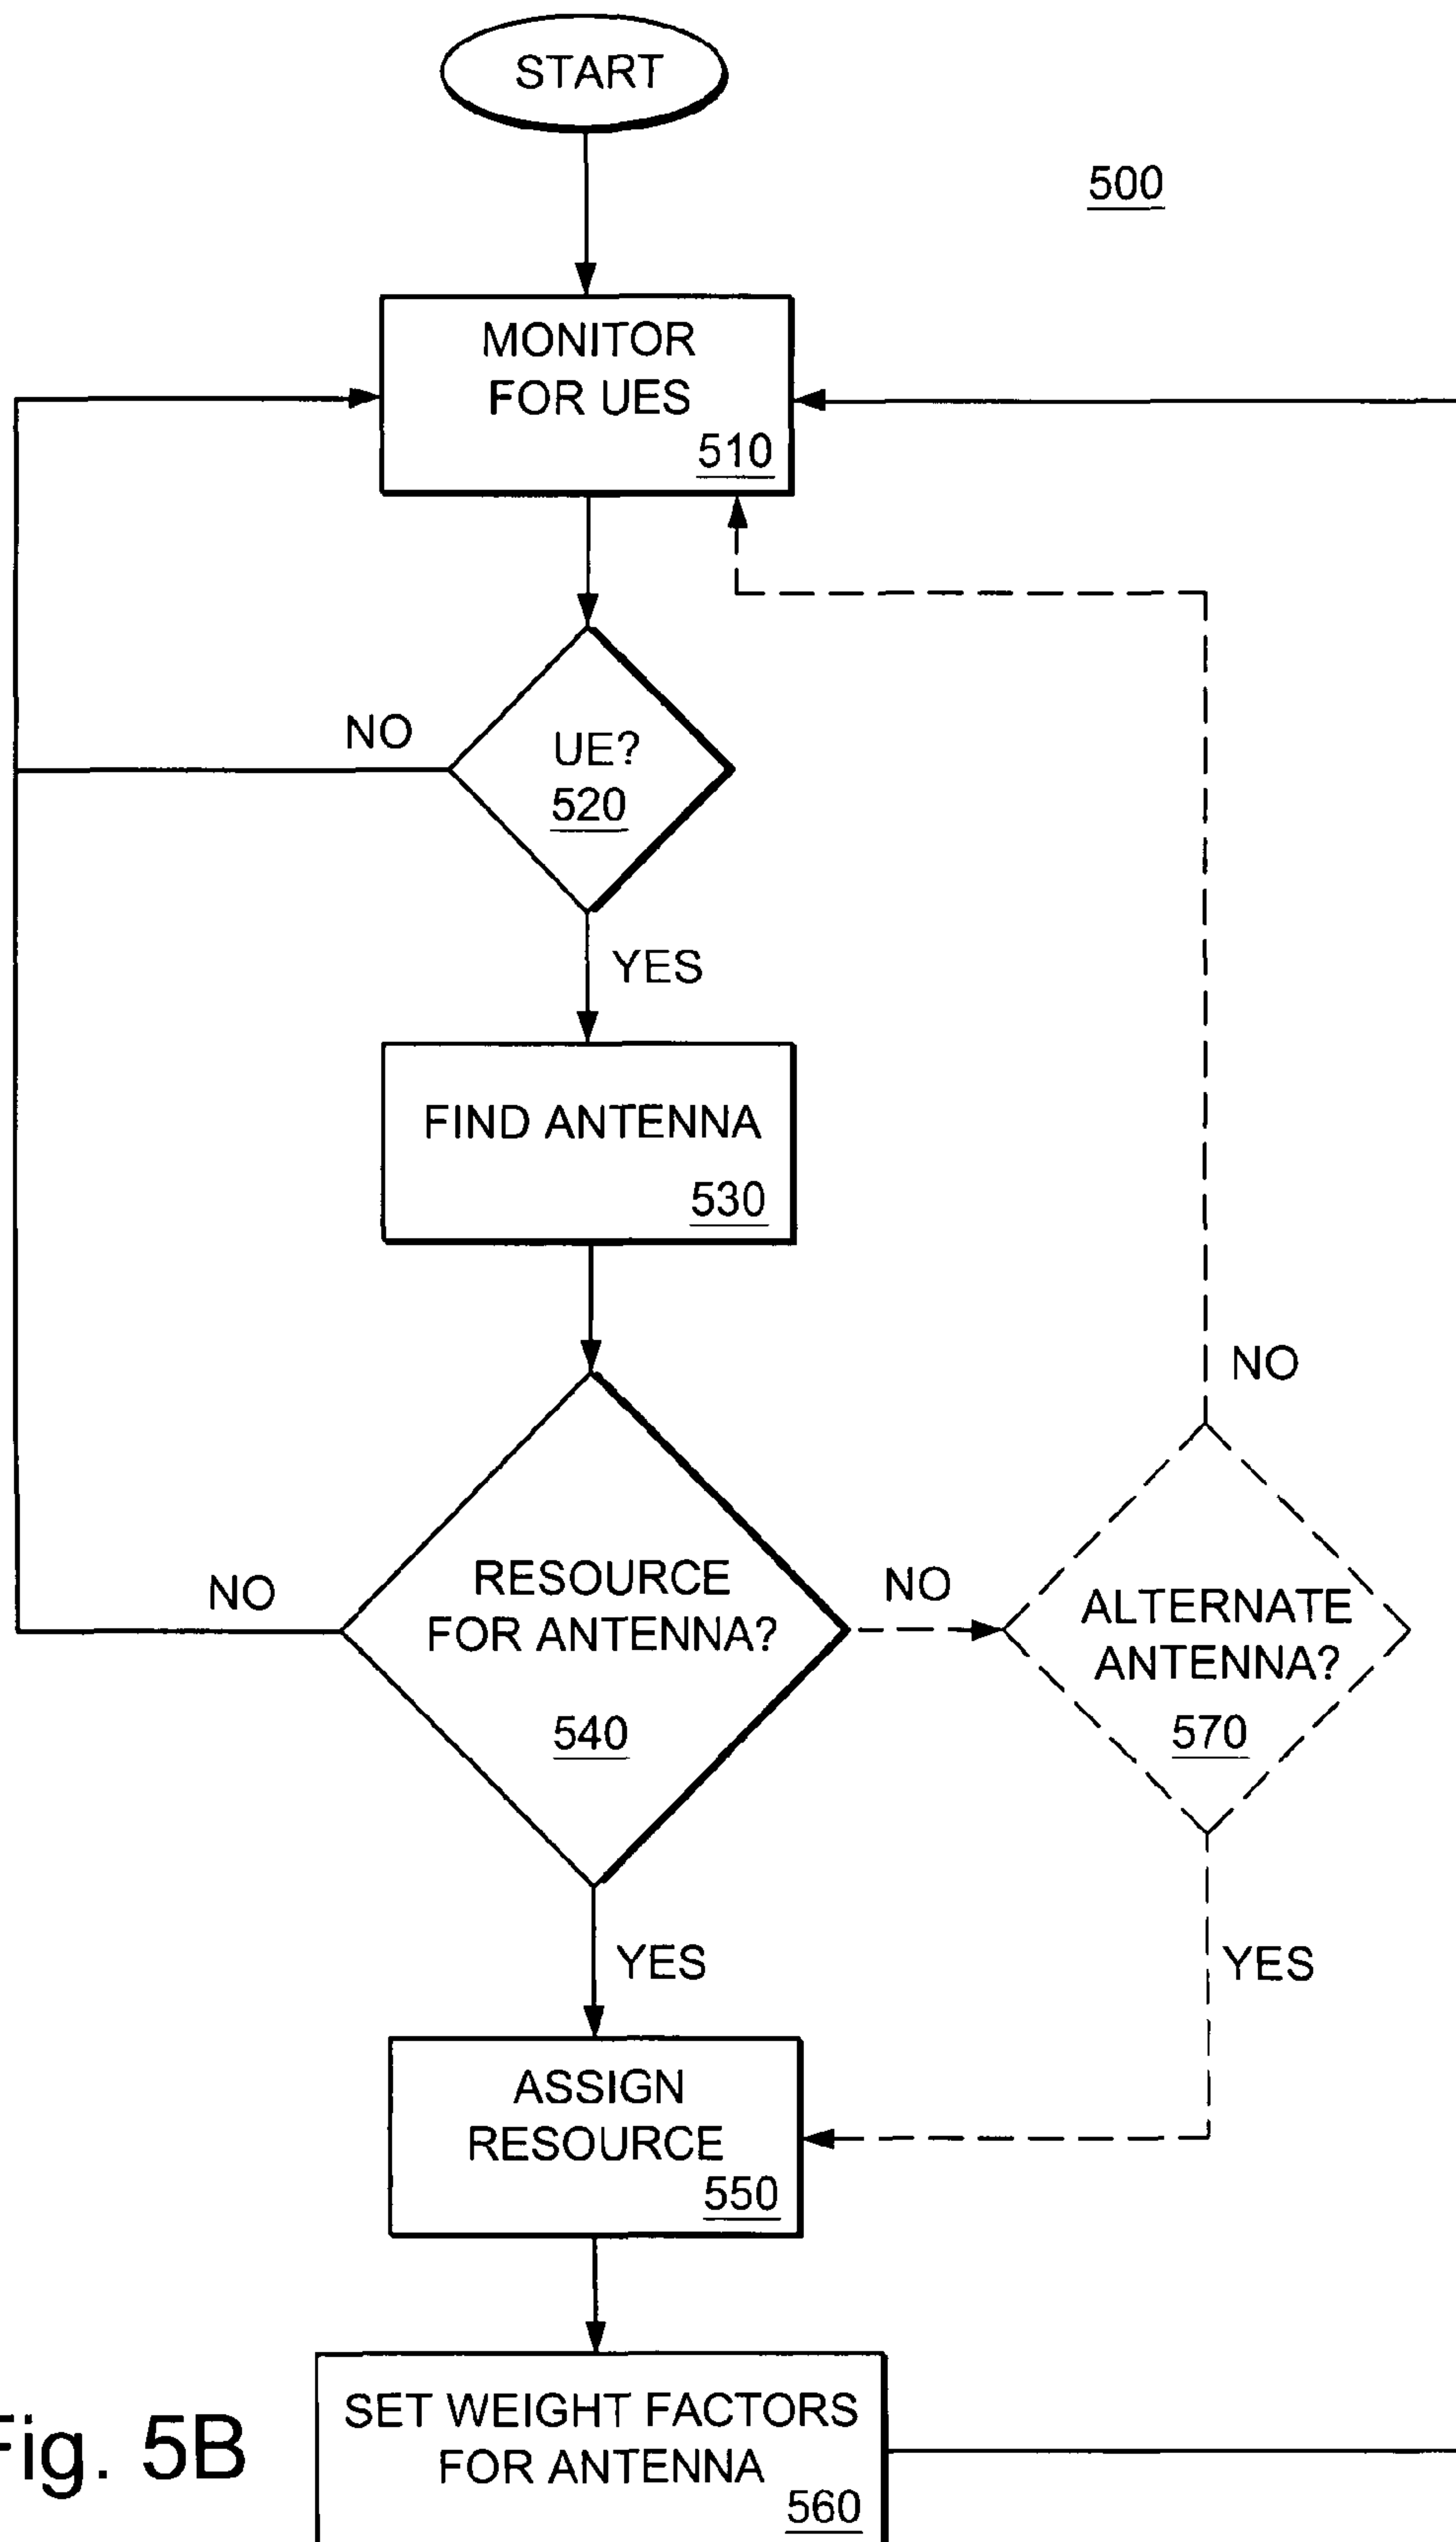 START
500
MONITOR
FOR UES
510
NO
UE?
520
YES
FIND ANTENNA
530
NO
RESOURCE
FOR ANTENNA?
540
NO
NO
ALTERNATE
ANTENNA?
570
YES
YES
ASSIGN
RESOURCE
550
SET WEIGHT FACTORS
FOR ANTENNA
560
Fig. 5B